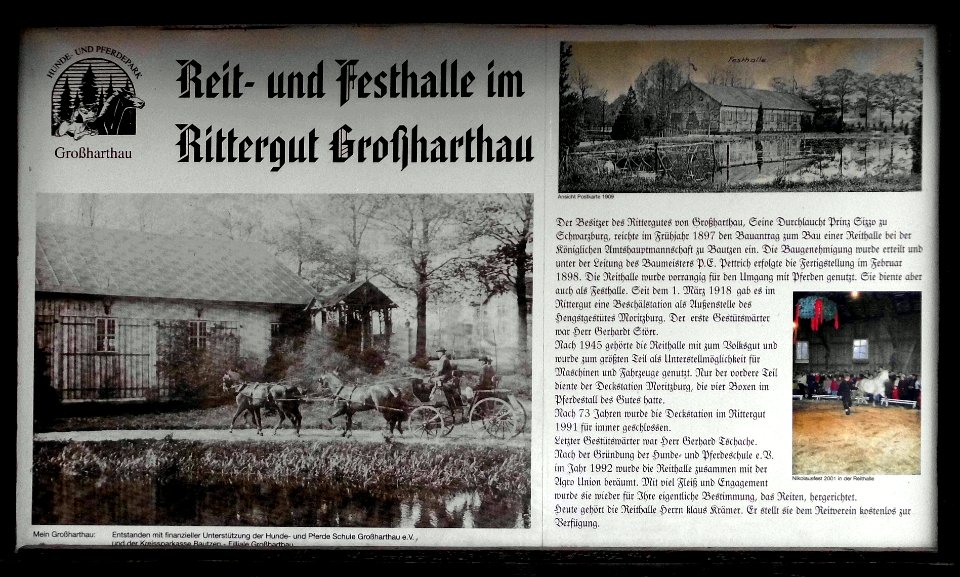 HUNDE- UND PFERDEPARK
Großharthau
Reit- und Festhalle im
Rittergut Großharthau
Festhalle
Ansicht Postkarte 1909
Der Besitzer des Rittergutes von Großharthau, Seine Durchlaucht Prinz Sizzo zu
Schwarzburg, reichte im Frühjahr 1897 den Bauantrag zum Bau einer Reithalle bei der
Königlichen Amtshauptmannschaft zu Bautzen ein. Die Baugenehmigung wurde erteilt und
unter der Leitung des Baumeisters P.E. Pettrich erfolgte die Fertigstellung im Februar
1898. Die Reithalle wurde vorrangig für den Umgang mit Pferden genutzt. Sie diente aber
auch als Festhalle. Seit dem 1. März 1918 gab es im
Rittergut eine Beschälstation als Außenstelle des
Hengstgestütes Moritzburg. Der erste Gestütswärter
war Herr Gerhardt Störr.
Nach 1945 gehörte die Reithalle mit zum Volksgut und
wurde zum größten Teil als Unterstellmöglichkeit für
Maschinen und Fahrzeuge genutzt. Nur der vordere Teil
diente der Deckstation Moritzburg, die vier Boxen im
Pferdestall des Gutes hatte.
Nach 73 Jahren wurde die Deckstation im Rittergut
1991 für immer geschlossen.
Letzter Gestütswärter war Herr Gerhard Tschache.
Nach der Gründung der Hunde- und Pferdeschule e.V.
im Jahr 1992 wurde die Reithalle zusammen mit der
Agro Union beräumt. Mit viel Fleiß und Engagement
wurde sie wieder für Ihre eigentliche Bestimmung, das Reiten, hergerichtet.
Heute gehört die Reithalle Herrn klaus Krämer. Er stellt sie dem Reitverein kostenlos zur
Verfügung.
Nikolausfest 2001 in der Reithalle
Mein Großharthau: Entstanden mit finanzieller Unterstützung der Hunde- und Pferde Schule Großharthau e.V.,
und der Kreissparkasse Bautzen - Filliale Großharthau